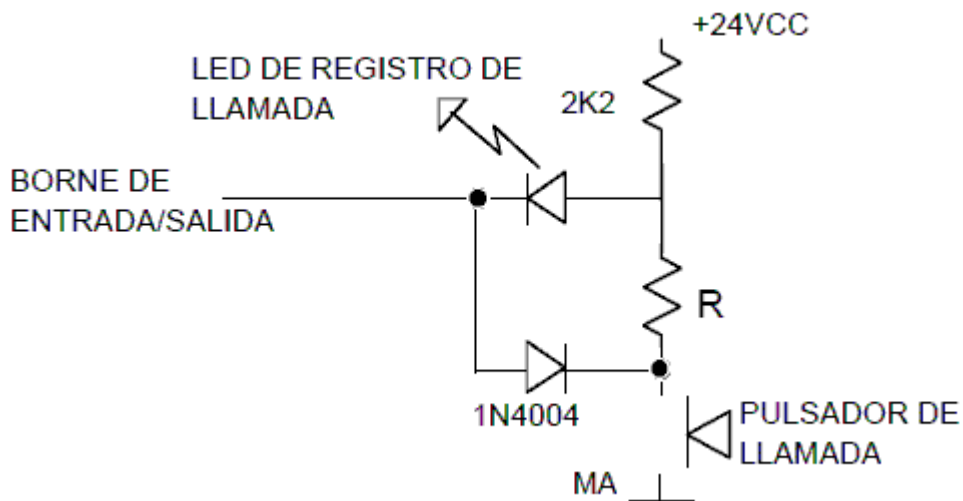 +24VCC
LED DE REGISTRO DE
LLAMADA
2K2
BORNE DE
ENTRADA/SALIDA
R
1N4004
PULSADOR DE
LLAMADA
MA